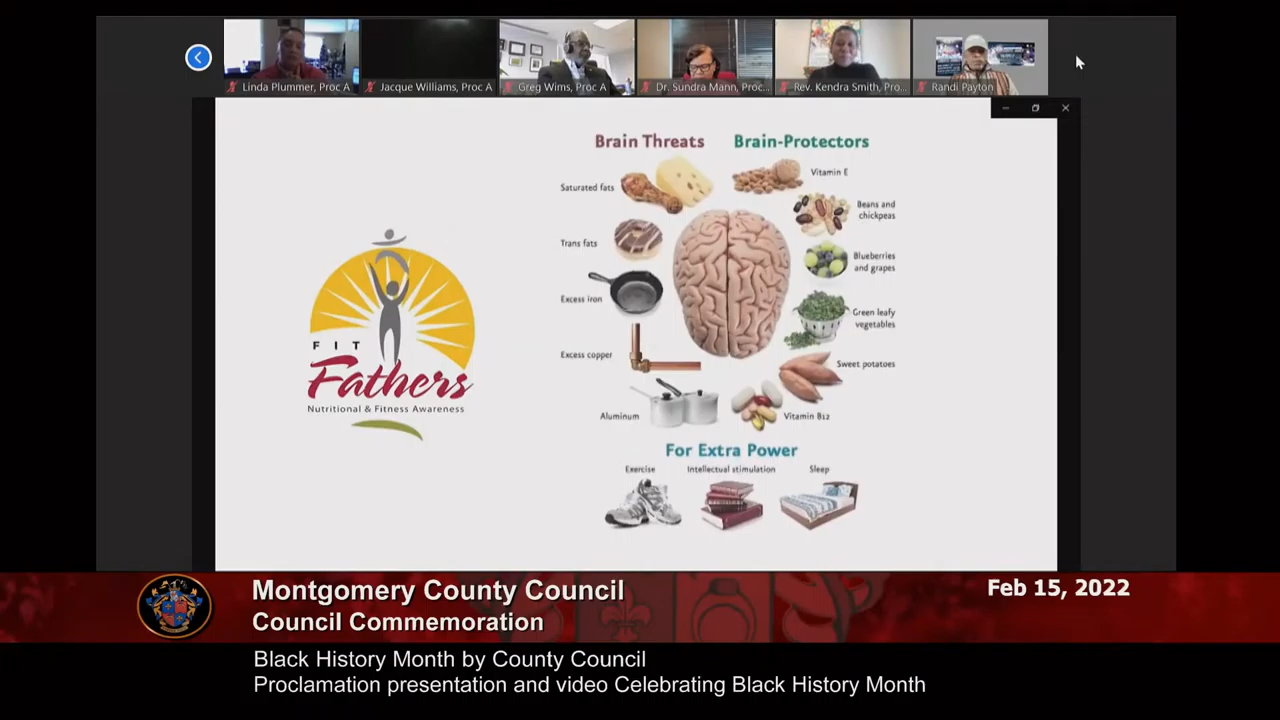 Linda Plummer, Proc A
Jacque Williams, Proc A
Greg Wims, Proc A
Dr. Sundra Mann, Proc...
Rev. Kendra Smith, Pro...
Randi Payton
Brain Threats
Brain-Protectors
Saturated fats
Vitamin E
Beans and
chickpeas
Trans fats
Blueberries
and grapes
Excess iron
Green leafy
vegetables
Excess copper
Sweet potatoes
Aluminum
Vitamin B12
For Extra Power
Exercise
Intellectual stimulation
Sleep
FIT
Fathers
Nutritional & Fitness Awareness
Montgomery County Council
Feb 15, 2022
Council Commemoration
Black History Month by County Council
Proclamation presentation and video Celebrating Black History Month